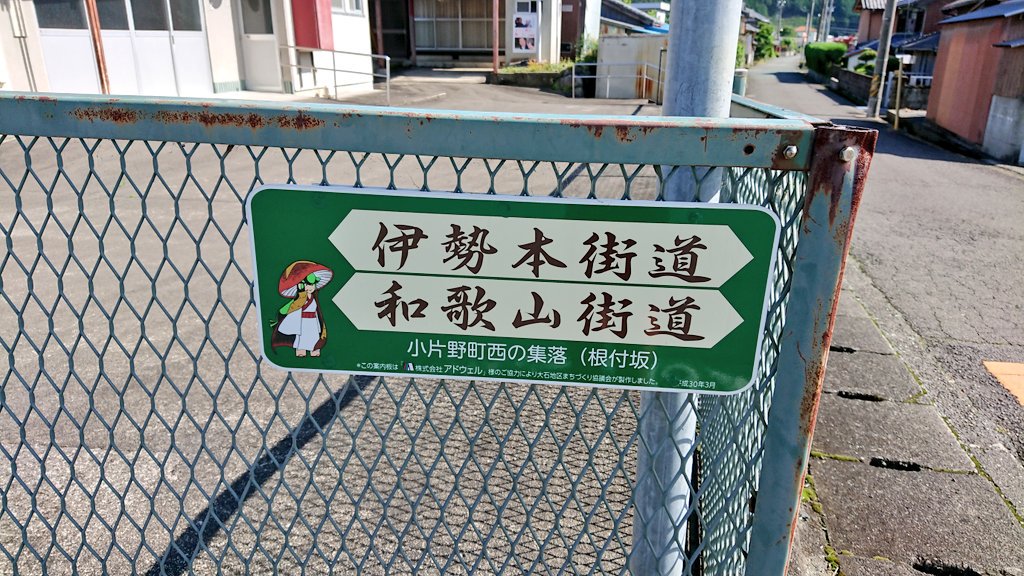 伊勢本街道
和歌山街道
小片野町西の集落（根付坂）
*この案内板は 株式会社アドウェル」様のご協力により大石地区まちづくり協議会が製作しました。 成30年3月